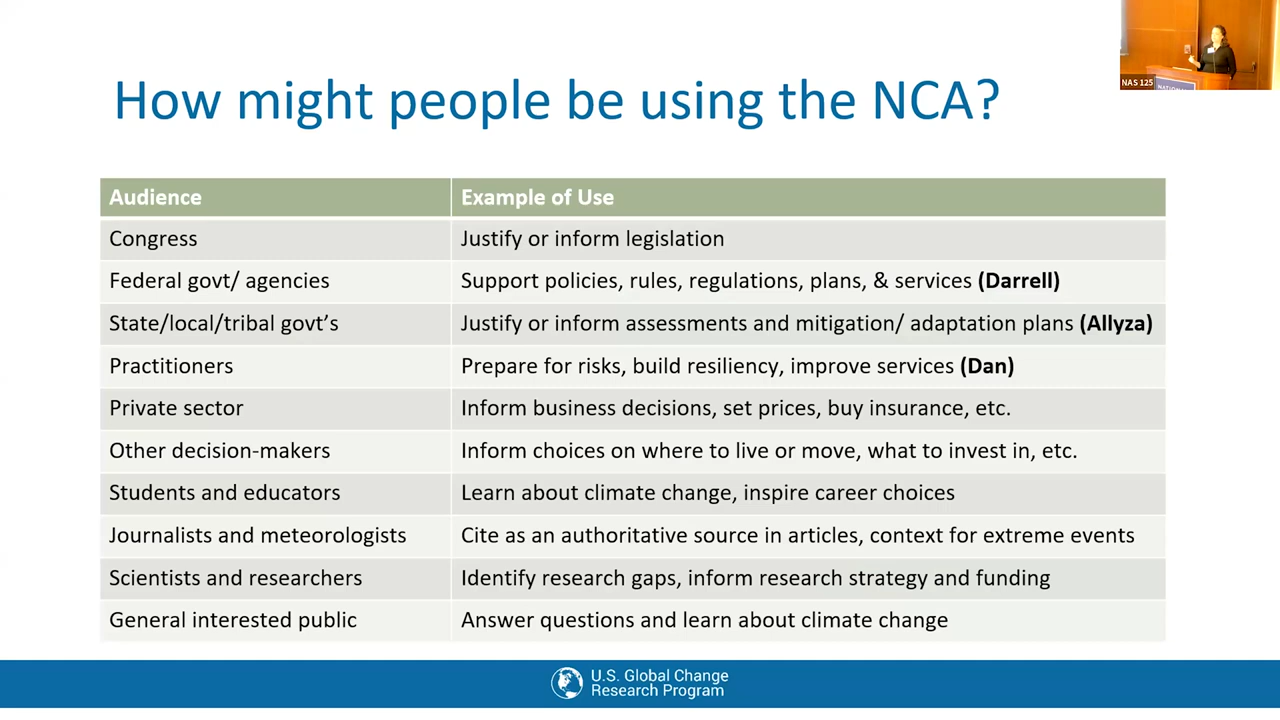 NAS 125
NATION
How might people be using the NCA?
Audience Example of Use
Congress Justify or inform legislation
Federal govt/ agencies Support policies, rules, regulations, plans, & services (Darrell)
State/local/tribal govt’s Justify or inform assessments and mitigation/ adaptation plans (Allyza)
Practitioners Prepare for risks, build resiliency, improve services (Dan)
Private sector Inform business decisions, set prices, buy insurance, etc.
Other decision-makers Inform choices on where to live or move, what to invest in, etc.
Students and educators Learn about climate change, inspire career choices
Journalists and meteorologists Cite as an authoritative source in articles, context for extreme events
Scientists and researchers Identify research gaps, inform research strategy and funding
General interested public Answer questions and learn about climate change
U.S. Global Change
Research Program